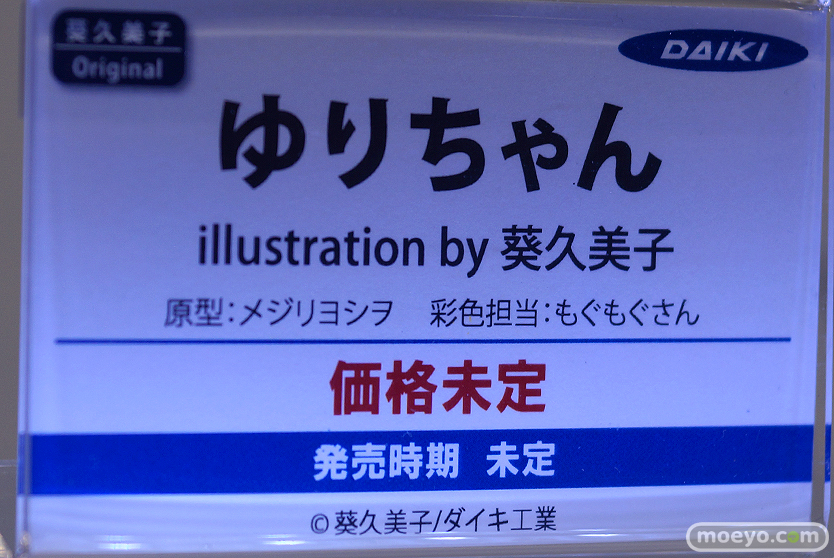 葵久美子
Original
DAIKI
ゆりちゃん
illustration by 葵久美子
原型：メジリヨシヲ　彩色担当：もぐもぐさん
価格未定
発売時期　未定
©葵久美子/ダイキ工業
moeyo.com